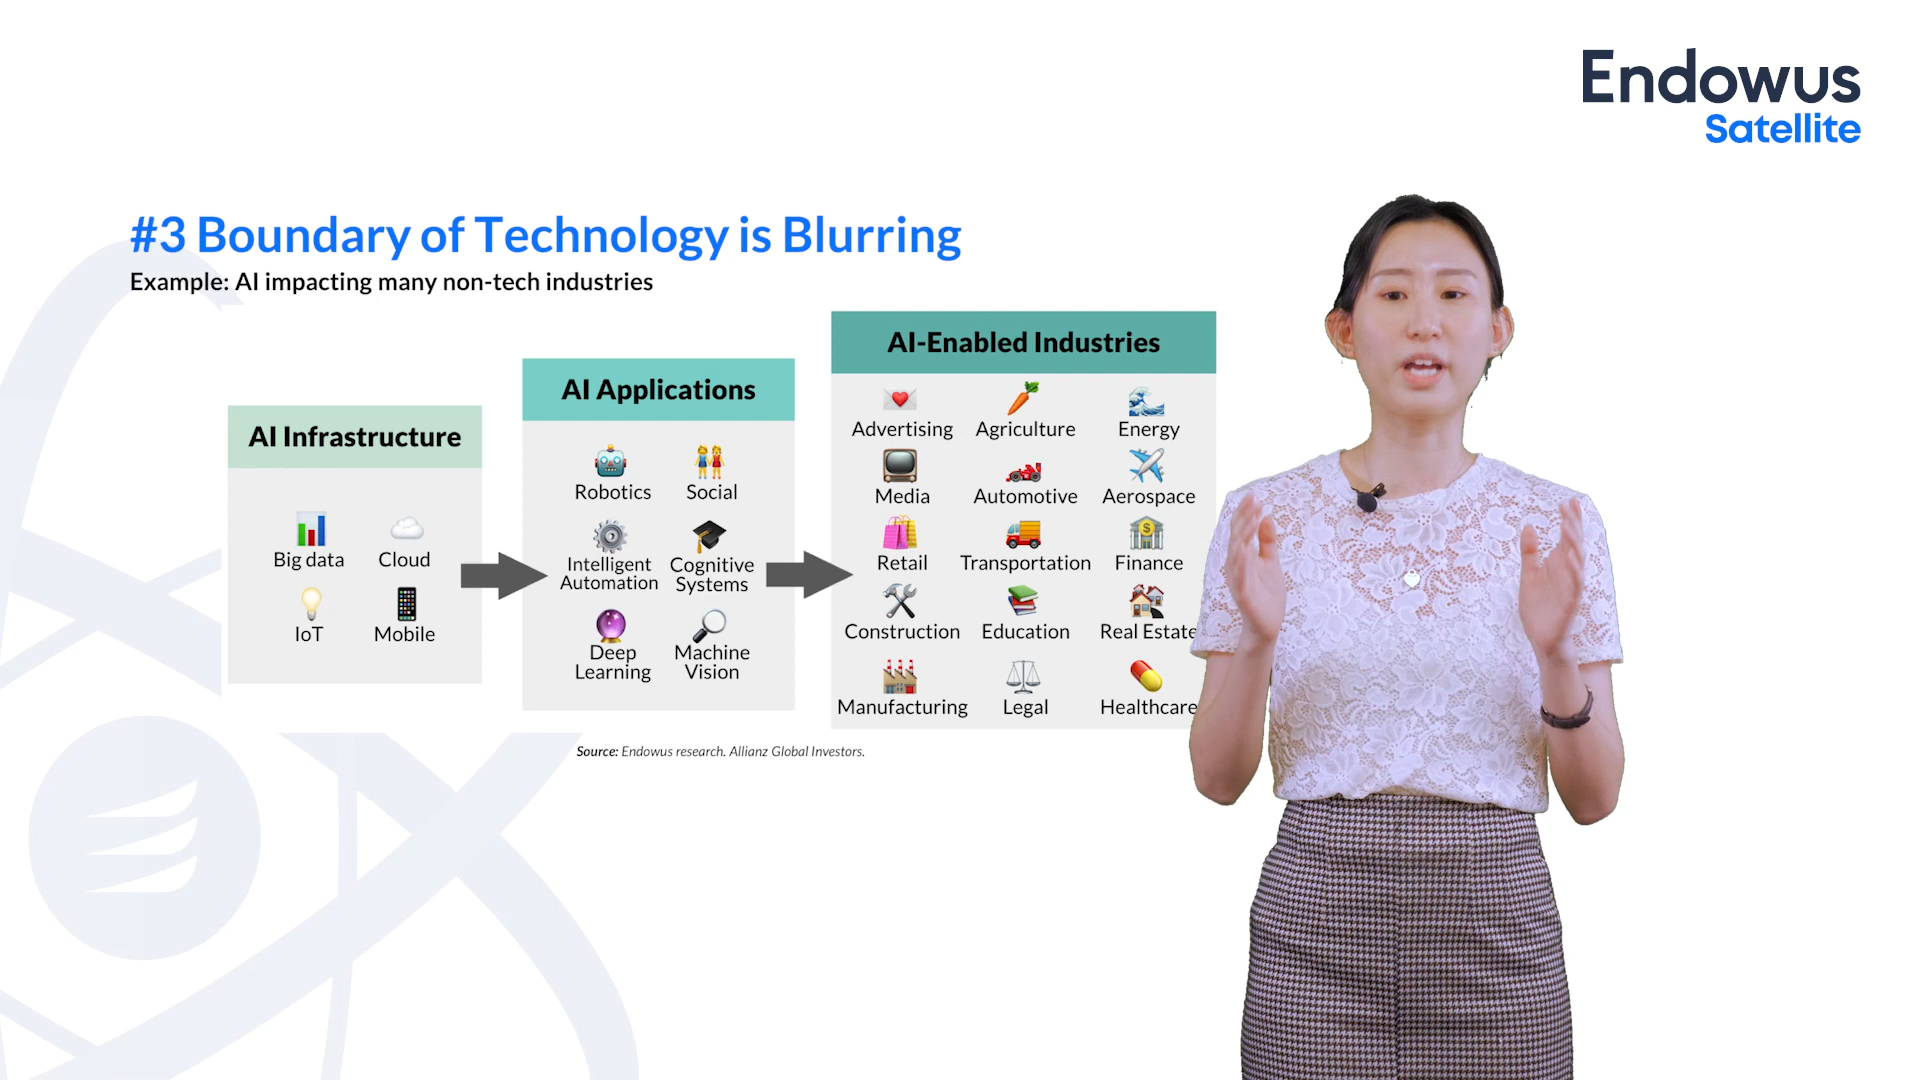 Endowus
Satellite
#3 Boundary of Technology is Blurring
Example: AI impacting many non-tech industries
AI Infrastructure
Big data
Cloud
IoT
Mobile
AI Applications
Robotics
Social
Intelligent
Automation
Cognitive
Systems
Deep
Learning
Machine
Vision
AI-Enabled Industries
Advertising
Agriculture
Energy
Media
Automotive
Aerospace
Retail
Transportation
Finance
Construction
Education
Real Estate
Manufacturing
Legal
Healthcare
Source: Endowus research. Allianz Global Investors.